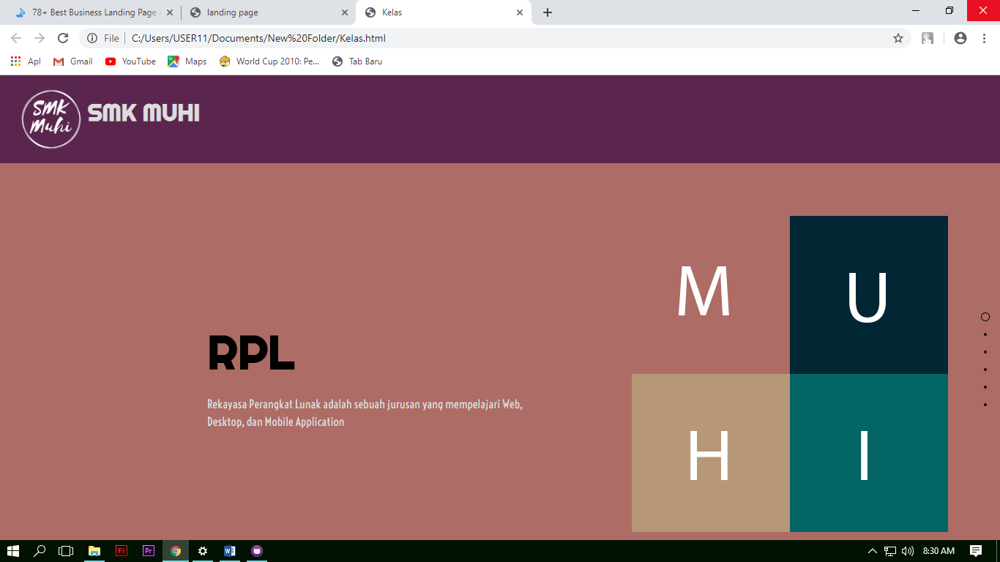 78+ Best Business Landing Page
landing page
Kelas
File
C:/Users/USER11/Documents/New%20Folder/Kelas.html
Apl
Gmail
YouTube
Maps
World Cup 2010: Pe...
Tab Baru
SMK
Muhi
SMK MUHI
M
U
H
I
RPL
Rekayasa Perangkat Lunak adalah sebuah jurusan yang mempelajari Web,
Desktop, dan Mobile Application
Fl
Pr
W
8:30 AM